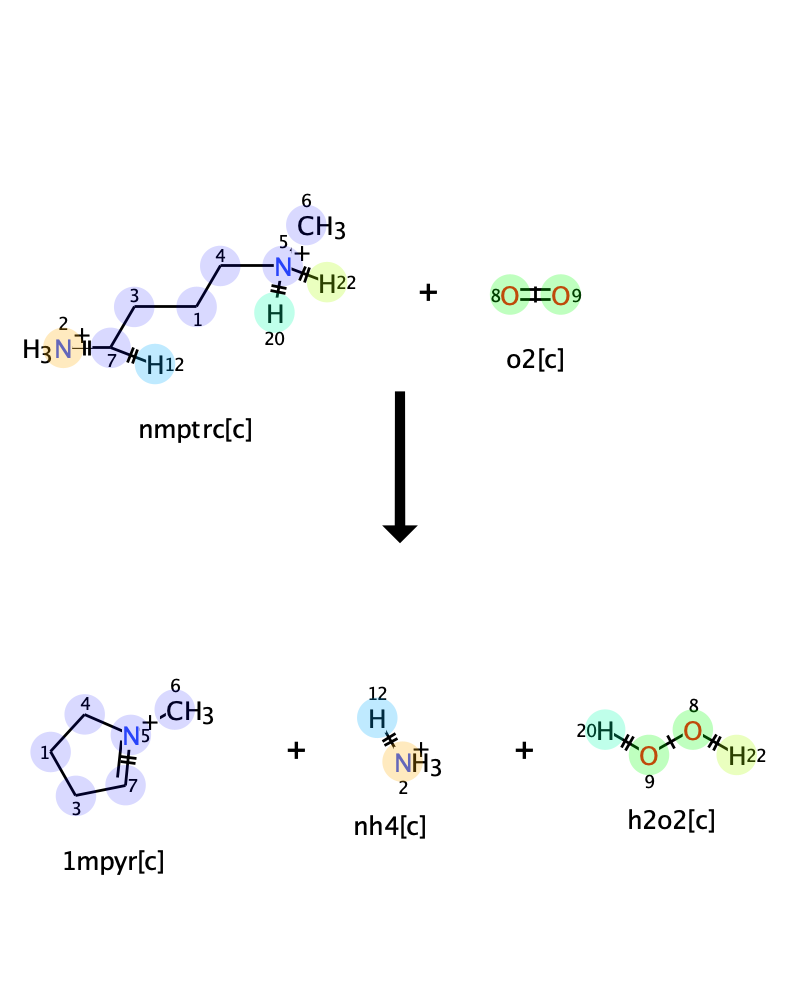 6
CH3
4
5
+
N
H22
3
1
H
20
2
+
H3N
7
H12
nmptrc[c]
+
8O
O9
o2[c]
4
6
CH3
+
N5
1
7
3
1mpyr[c]
+
12
H
+
NH3
2
nh4[c]
+
8
20H
O
O
H22
9
h2o2[c]